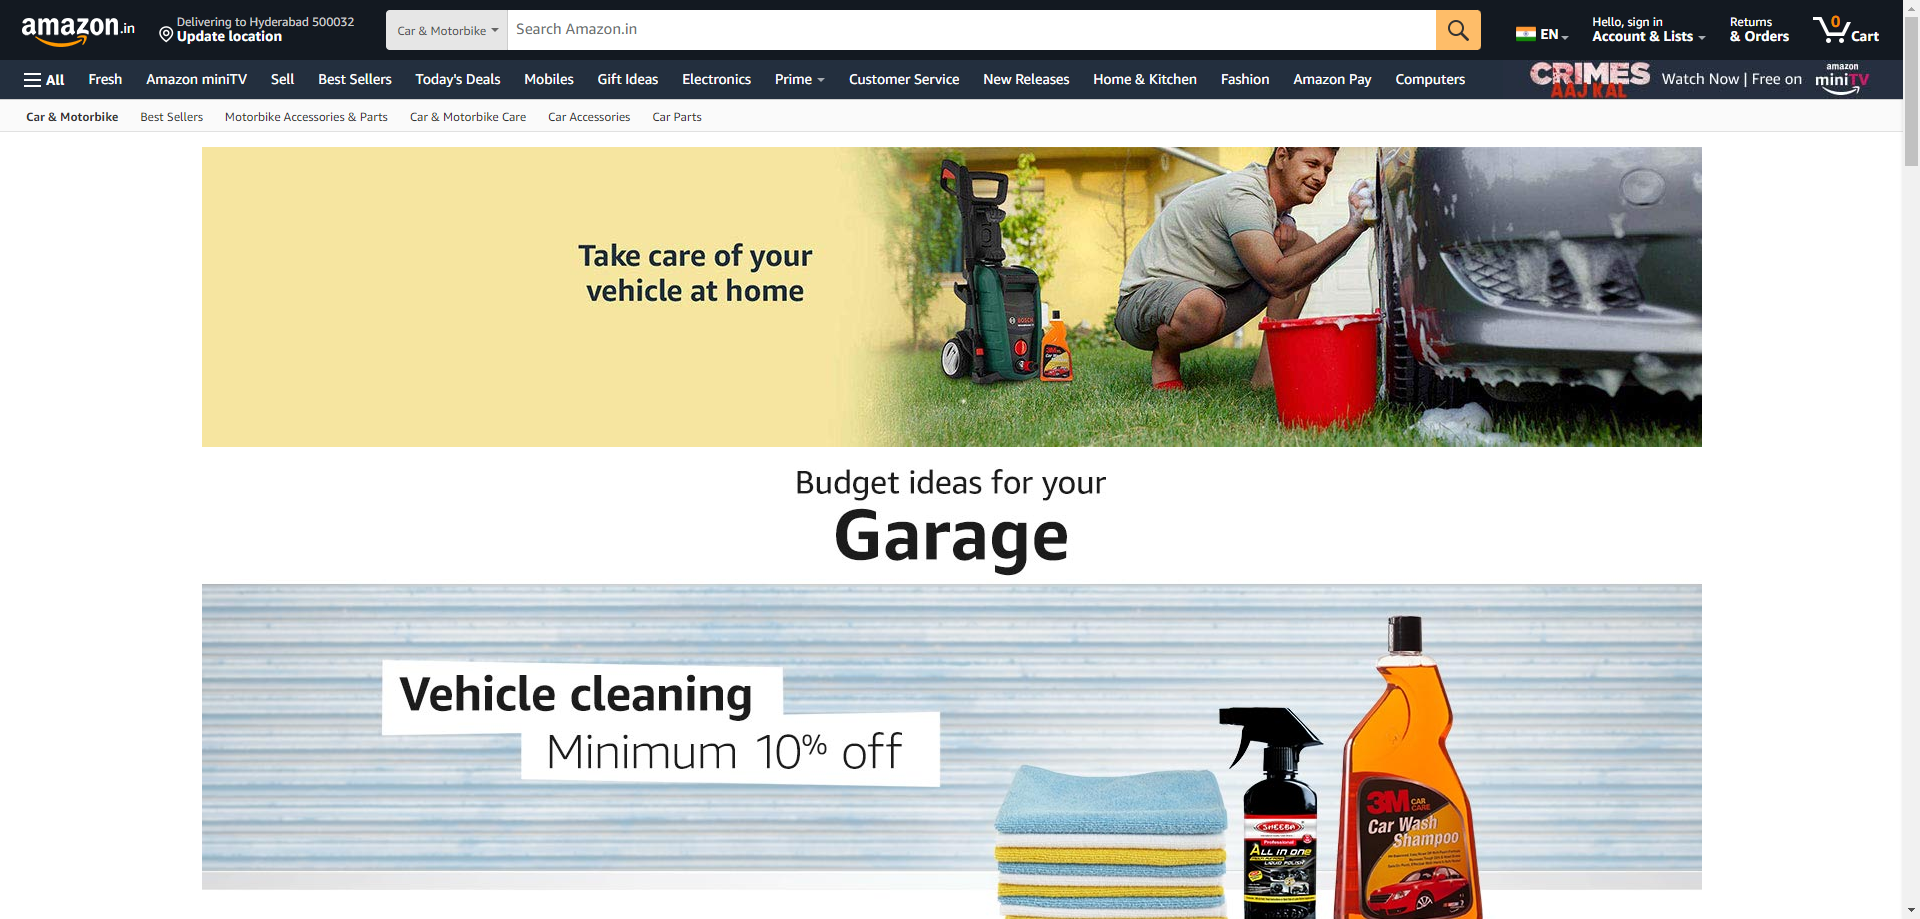 amazon.in
Delivering to Hyderabad 500032
Update location
Car & Motorbike
Search Amazon.in
EN
Hello, sign in
Account & Lists
Returns
& Orders
0
Cart
All
Fresh
Amazon miniTV
Sell
Best Sellers
Today's Deals
Mobiles
Gift Ideas
Electronics
Prime
Customer Service
New Releases
Home & Kitchen
Fashion
Amazon Pay
Computers
CRIMES
AAJ KAL
Watch Now | Free on
amazon
miniTV
Car & Motorbike
Best Sellers
Motorbike Accessories & Parts
Car & Motorbike Care
Car Accessories
Car Parts
Take care of your
vehicle at home
BOSCH
3M
Budget ideas for your
Garage
Vehicle cleaning
Minimum 10% off
SHEEBA
Professional
ALL IN ONE
LIQUID POLISH
3M CAR
CARE
Car Wash
Shampoo